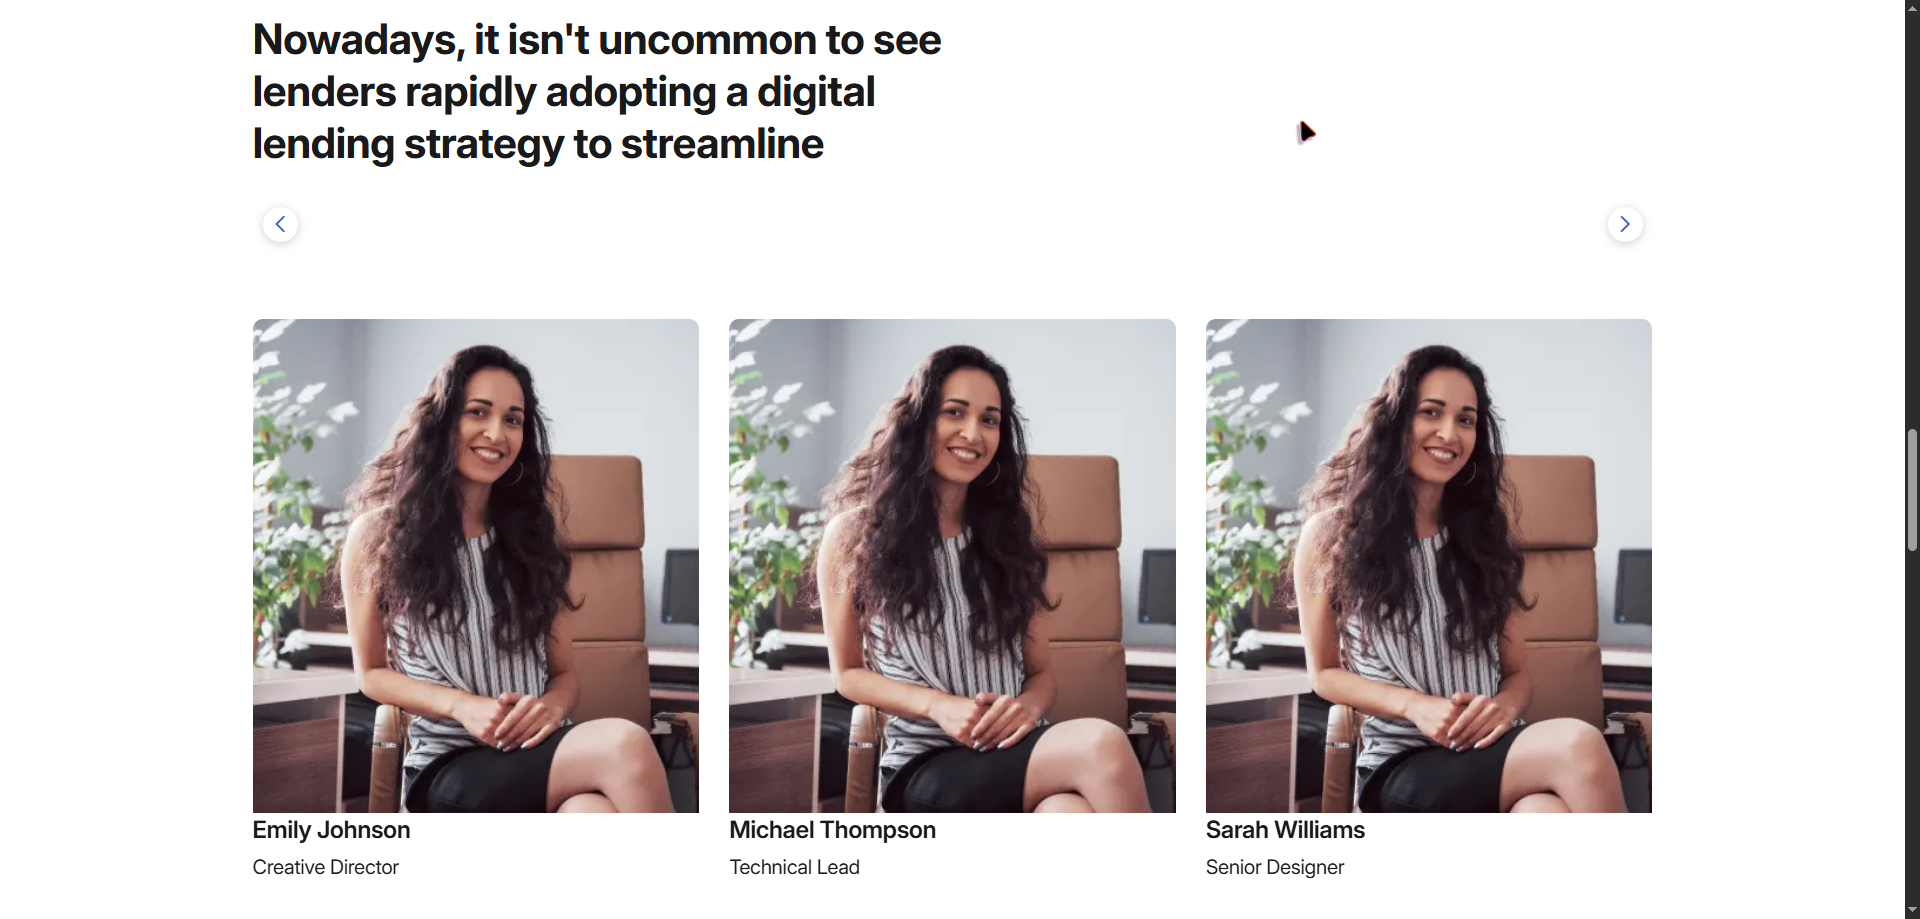 Nowadays, it isn't uncommon to see
lenders rapidly adopting a digital
lending strategy to streamline
Emily Johnson
Creative Director
Michael Thompson
Technical Lead
Sarah Williams
Senior Designer